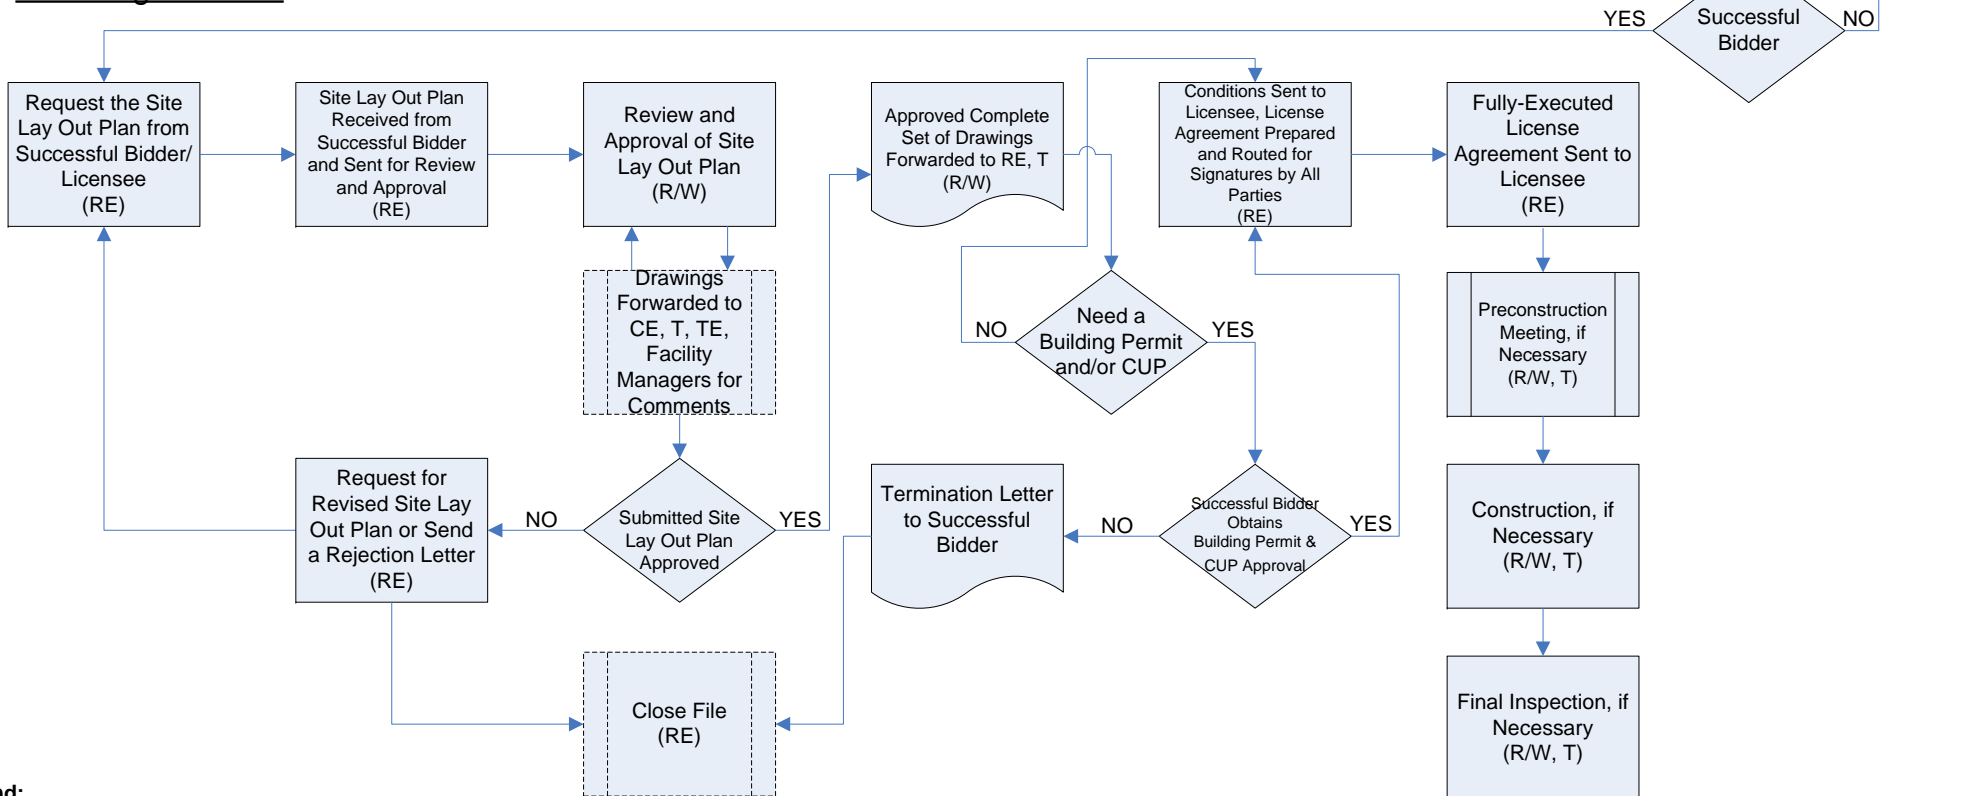 Successful
Bidder
YES
NO
Request the Site
Lay Out Plan from
Successful Bidder/
Licensee
(RE)
Site Lay Out Plan
Received from
Successful Bidder
and Sent for Review
and Approval
(RE)
Review and
Approval of Site
Lay Out Plan
(R/W)
Approved Complete
Set of Drawings
Forwarded to RE, T
(R/W)
Conditions Sent to
Licensee, License
Agreement Prepared
and Routed for
Signatures by All
Parties
(RE)
Fully-Executed
License
Agreement Sent to
Licensee
(RE)
Drawings
Forwarded to
CE, T, TE,
Facility
Managers for
Comments
NO
Need a
Building Permit
and/or CUP
YES
Preconstruction
Meeting, if
Necessary
(R/W, T)
Request for
Revised Site Lay
Out Plan or Send
a Rejection Letter
(RE)
NO
Submitted Site
Lay Out Plan
Approved
YES
Termination Letter
to Successful
Bidder
NO
Successful Bidder
Obtains
Building Permit &
CUP Approval
YES
Construction, if
Necessary
(R/W, T)
Close File
(RE)
Final Inspection, if
Necessary
(R/W, T)
nd: